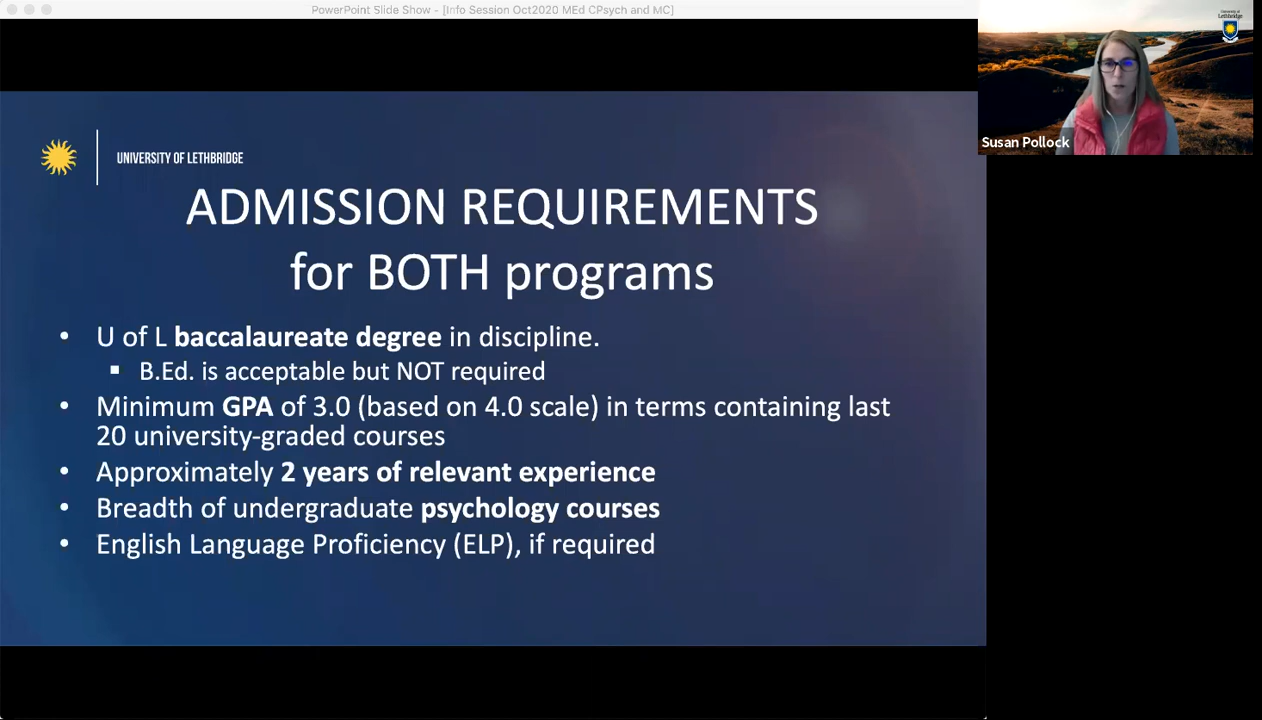 PowerPoint Slide Show - [Info Session Oct2020 MEd CPsych and MC]
University of
Lethbridge
Susan Pollock
UNIVERSITY OF LETHBRIDGE
ADMISSION REQUIREMENTS
for BOTH programs
• U of L baccalaureate degree in discipline.
▪ B.Ed. is acceptable but NOT required
• Minimum GPA of 3.0 (based on 4.0 scale) in terms containing last
20 university-graded courses
• Approximately 2 years of relevant experience
• Breadth of undergraduate psychology courses
• English Language Proficiency (ELP), if required